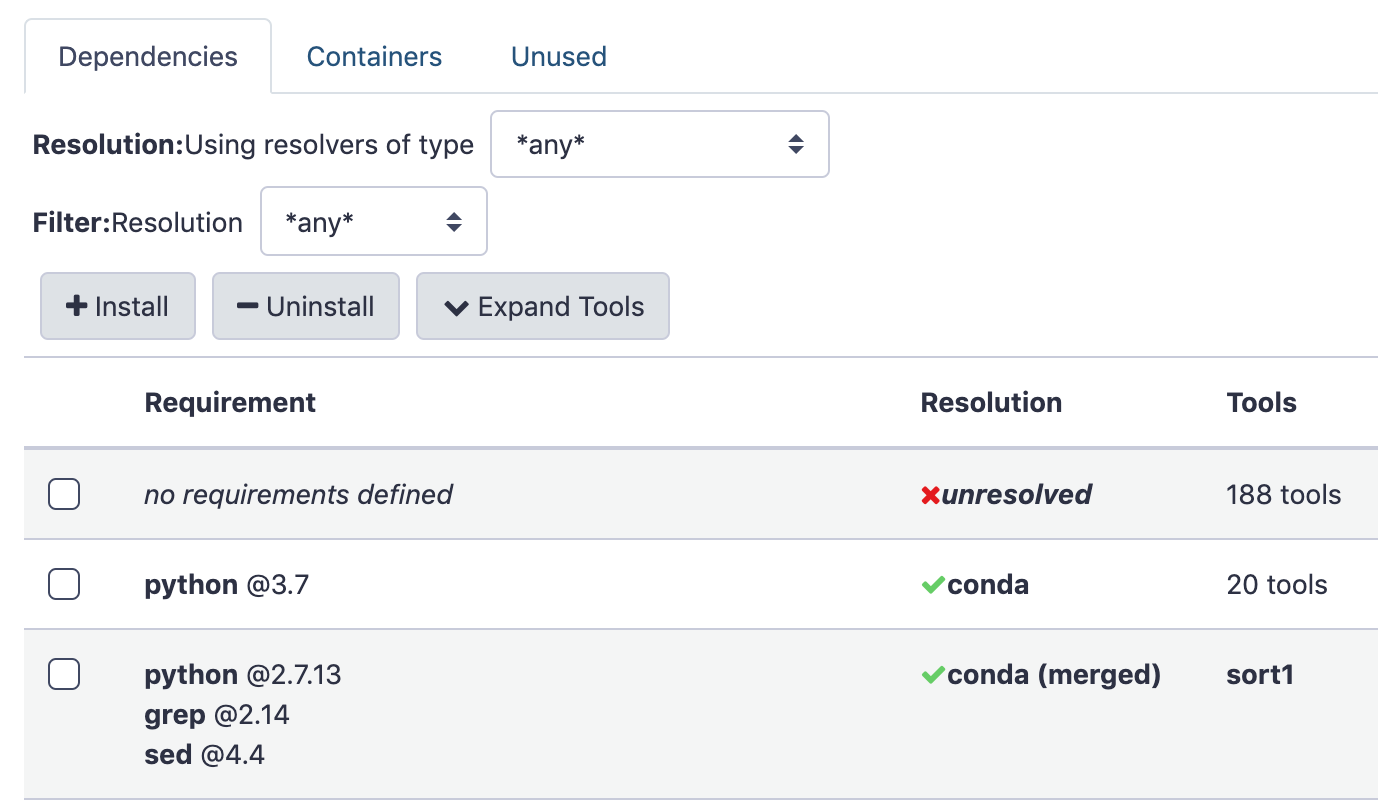 Dependencies Containers Unused
Resolution:Using resolvers of type *any*
Filter:Resolution *any*
Install Uninstall Expand Tools
Requirement Resolution Tools
no requirements defined unresolved 188 tools
python @3.7 conda 20 tools
python @2.7.13 conda (merged) sort1
grep @2.14
sed @4.4